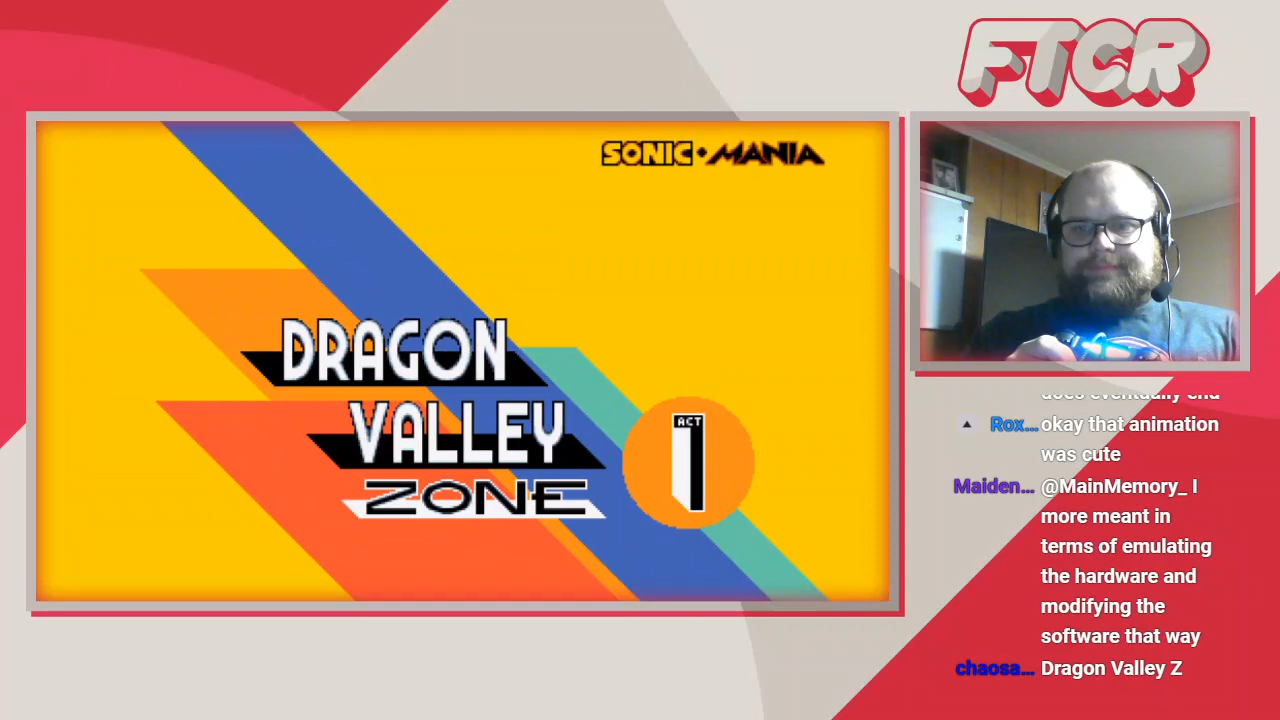 FTCR
SONIC MANIA
DRAGON
VALLEY
ZONE
ACT
1
Rox... okay that animation
was cute
Maiden... @MainMemory_ I
more meant in
terms of emulating
the hardware and
modifying the
software that way
chaosa... Dragon Valley Z